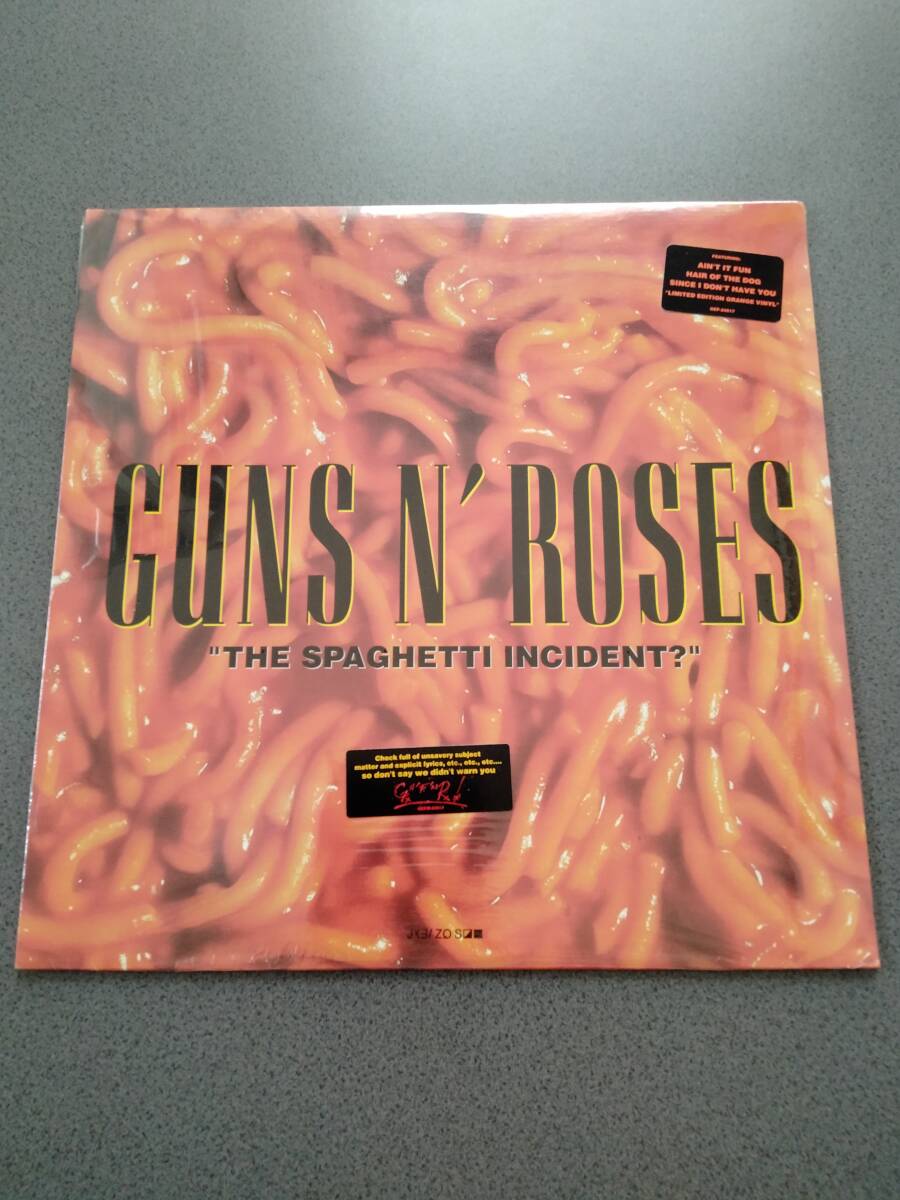 FEATURING:
AIN'T IT FUN
HAIR OF THE DOG
SINCE I DON'T HAVE YOU
"LIMITED EDITION ORANGE VINYL"
GUNS N' ROSES
"THE SPAGHETTI INCIDENT?"
Chock full of unsavory subject
matter and explicit lyrics, etc., etc., etc....
so don't say we didn't warn you